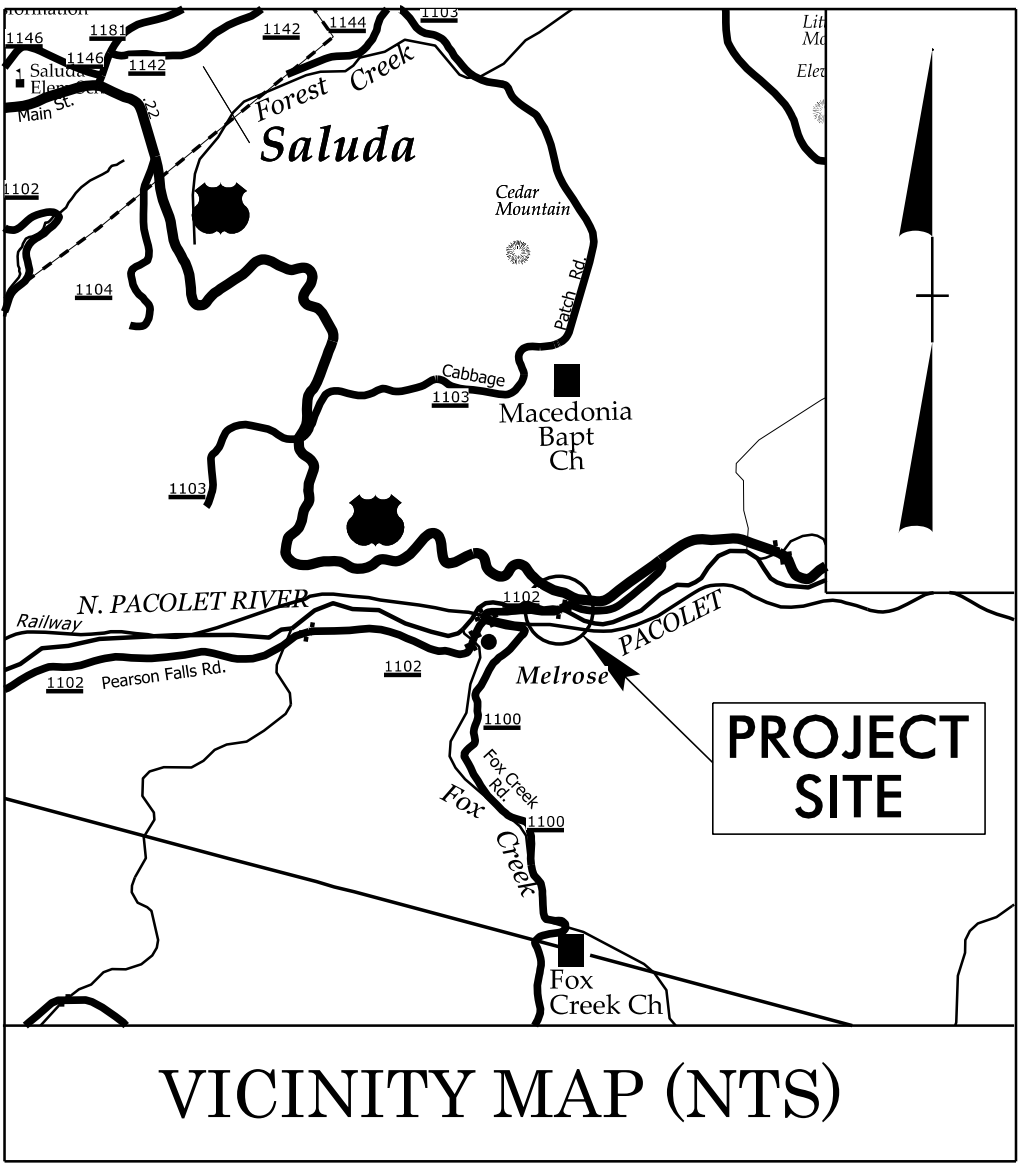 1103
1144
1142
1181
1146
1146
1142
Saluda
Main St.
22
Forest Creek
Saluda
1102
Cedar
Mountain
1104
Patch Rd.
Cabbage
1103
Macedonia
Bapt
Ch
1103
1102
N. PACOLET RIVER
PACOLET
Railway
1102
1102
Pearson Falls Rd.
Melrose
PROJECT
SITE
1100
Fox Creek
Rd.
Fox
Creek
1100
Fox
Creek Ch
VICINITY MAP (NTS)